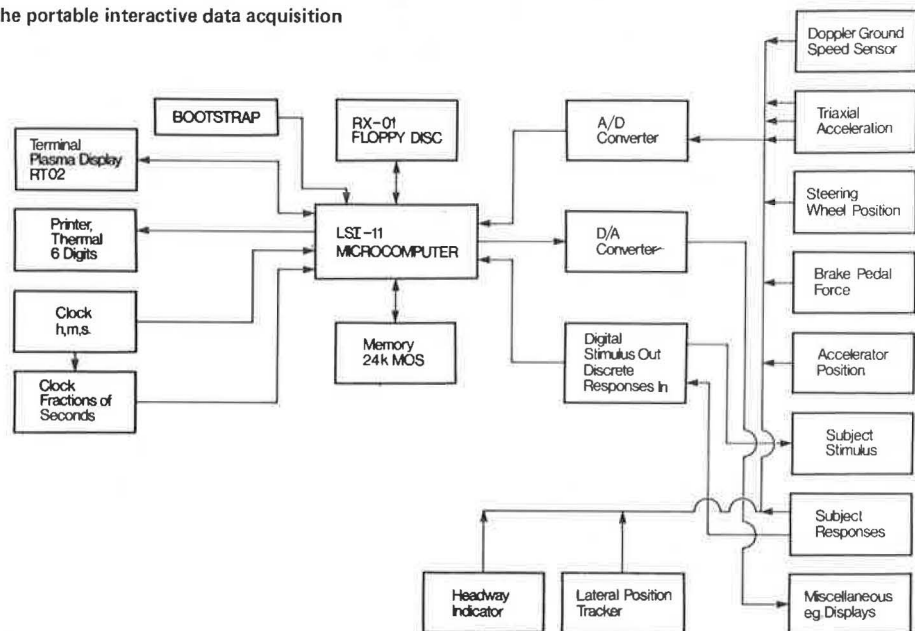 he portable interactive data acquisition
BOOTSTRAP
RX-01
FLOPPY DISC
Terminal
Plasma Display
RT02
Printer,
Thermal
6 Digits
LSI-11
MICROCOMPUTER
Clock
h,m,s.
Clock
Fractions of
Seconds
Memory
24k MOS
A/D
Converter
D/A
Converter
Digital
Stimulus Out
Discrete
Responses In
Headway
Indicator
Lateral Position
Tracker
Doppler Ground
Speed Sensor
Triaxial
Acceleration
Steering
Wheel Position
Brake Pedal
Force
Accelerator
Position
Subject
Stimulus
Subject
Responses
Miscellaneous
eg. Displays